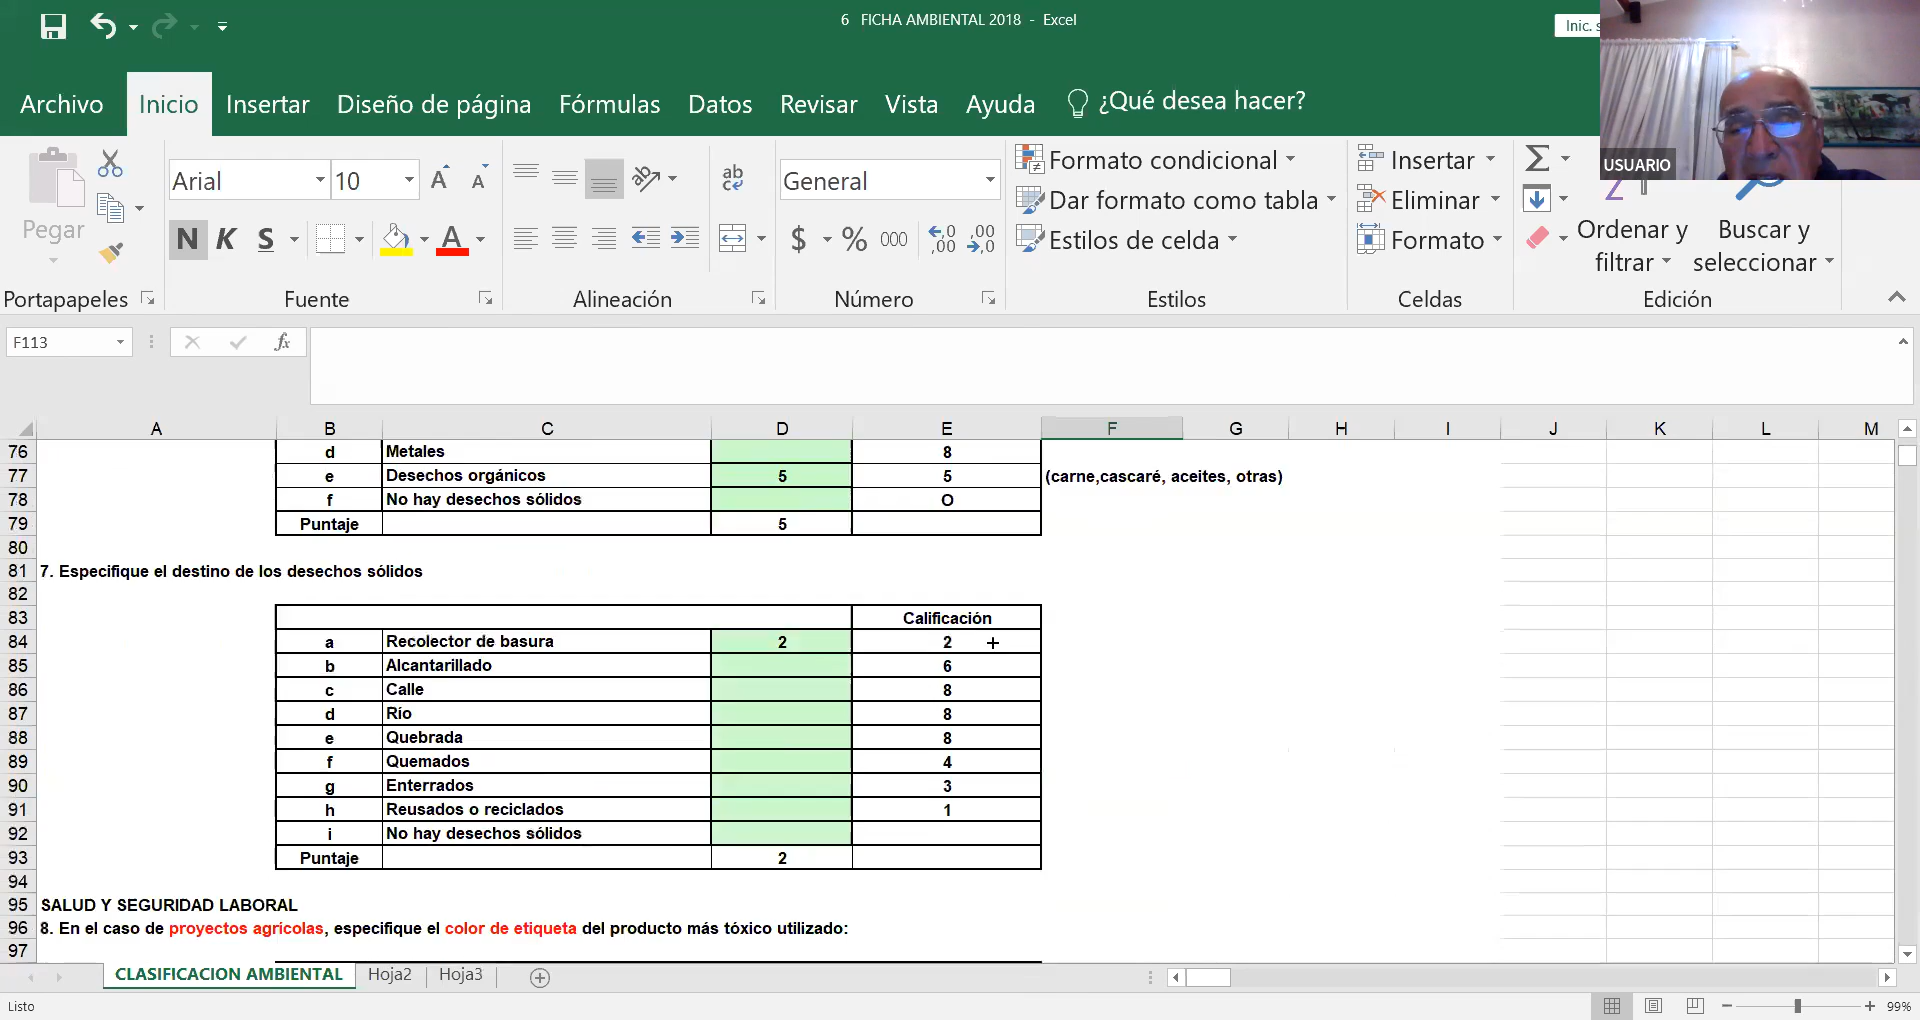 6 FICHA AMBIENTAL 2018 - Excel
Inic. s
Archivo Inicio Insertar Diseño de página Fórmulas Datos Revisar Vista Ayuda ¿Qué desea hacer?
USUARIO
Pegar
Arial 10
General
Formato condicional
Dar formato como tabla
Estilos de celda
Insertar
Eliminar
Formato
Ordenar y filtrar
Buscar y seleccionar
N K S
$ % 000
Portapapeles Fuente Alineación Número Estilos Celdas Edición
F113 fx
A B C D E F G H I J K L M
76 d Metales 8
77 e Desechos orgánicos 5 5 (carne,cascaré, aceites, otras)
78 f No hay desechos sólidos O
79 Puntaje 5
80
81 7. Especifique el destino de los desechos sólidos
82
83 Calificación
84 a Recolector de basura 2 2
85 b Alcantarillado 6
86 c Calle 8
87 d Río 8
88 e Quebrada 8
89 f Quemados 4
90 g Enterrados 3
91 h Reusados o reciclados 1
92 i No hay desechos sólidos
93 Puntaje 2
94
95 SALUD Y SEGURIDAD LABORAL
96 8. En el caso de proyectos agrícolas, especifique el color de etiqueta del producto más tóxico utilizado:
97
CLASIFICACION AMBIENTAL Hoja2 Hoja3
Listo 99%